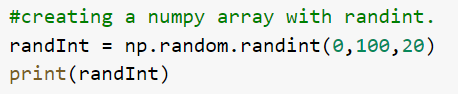 #creating a numpy array with randint.
randInt = np.random.randint(0,100,20)
print(randInt)